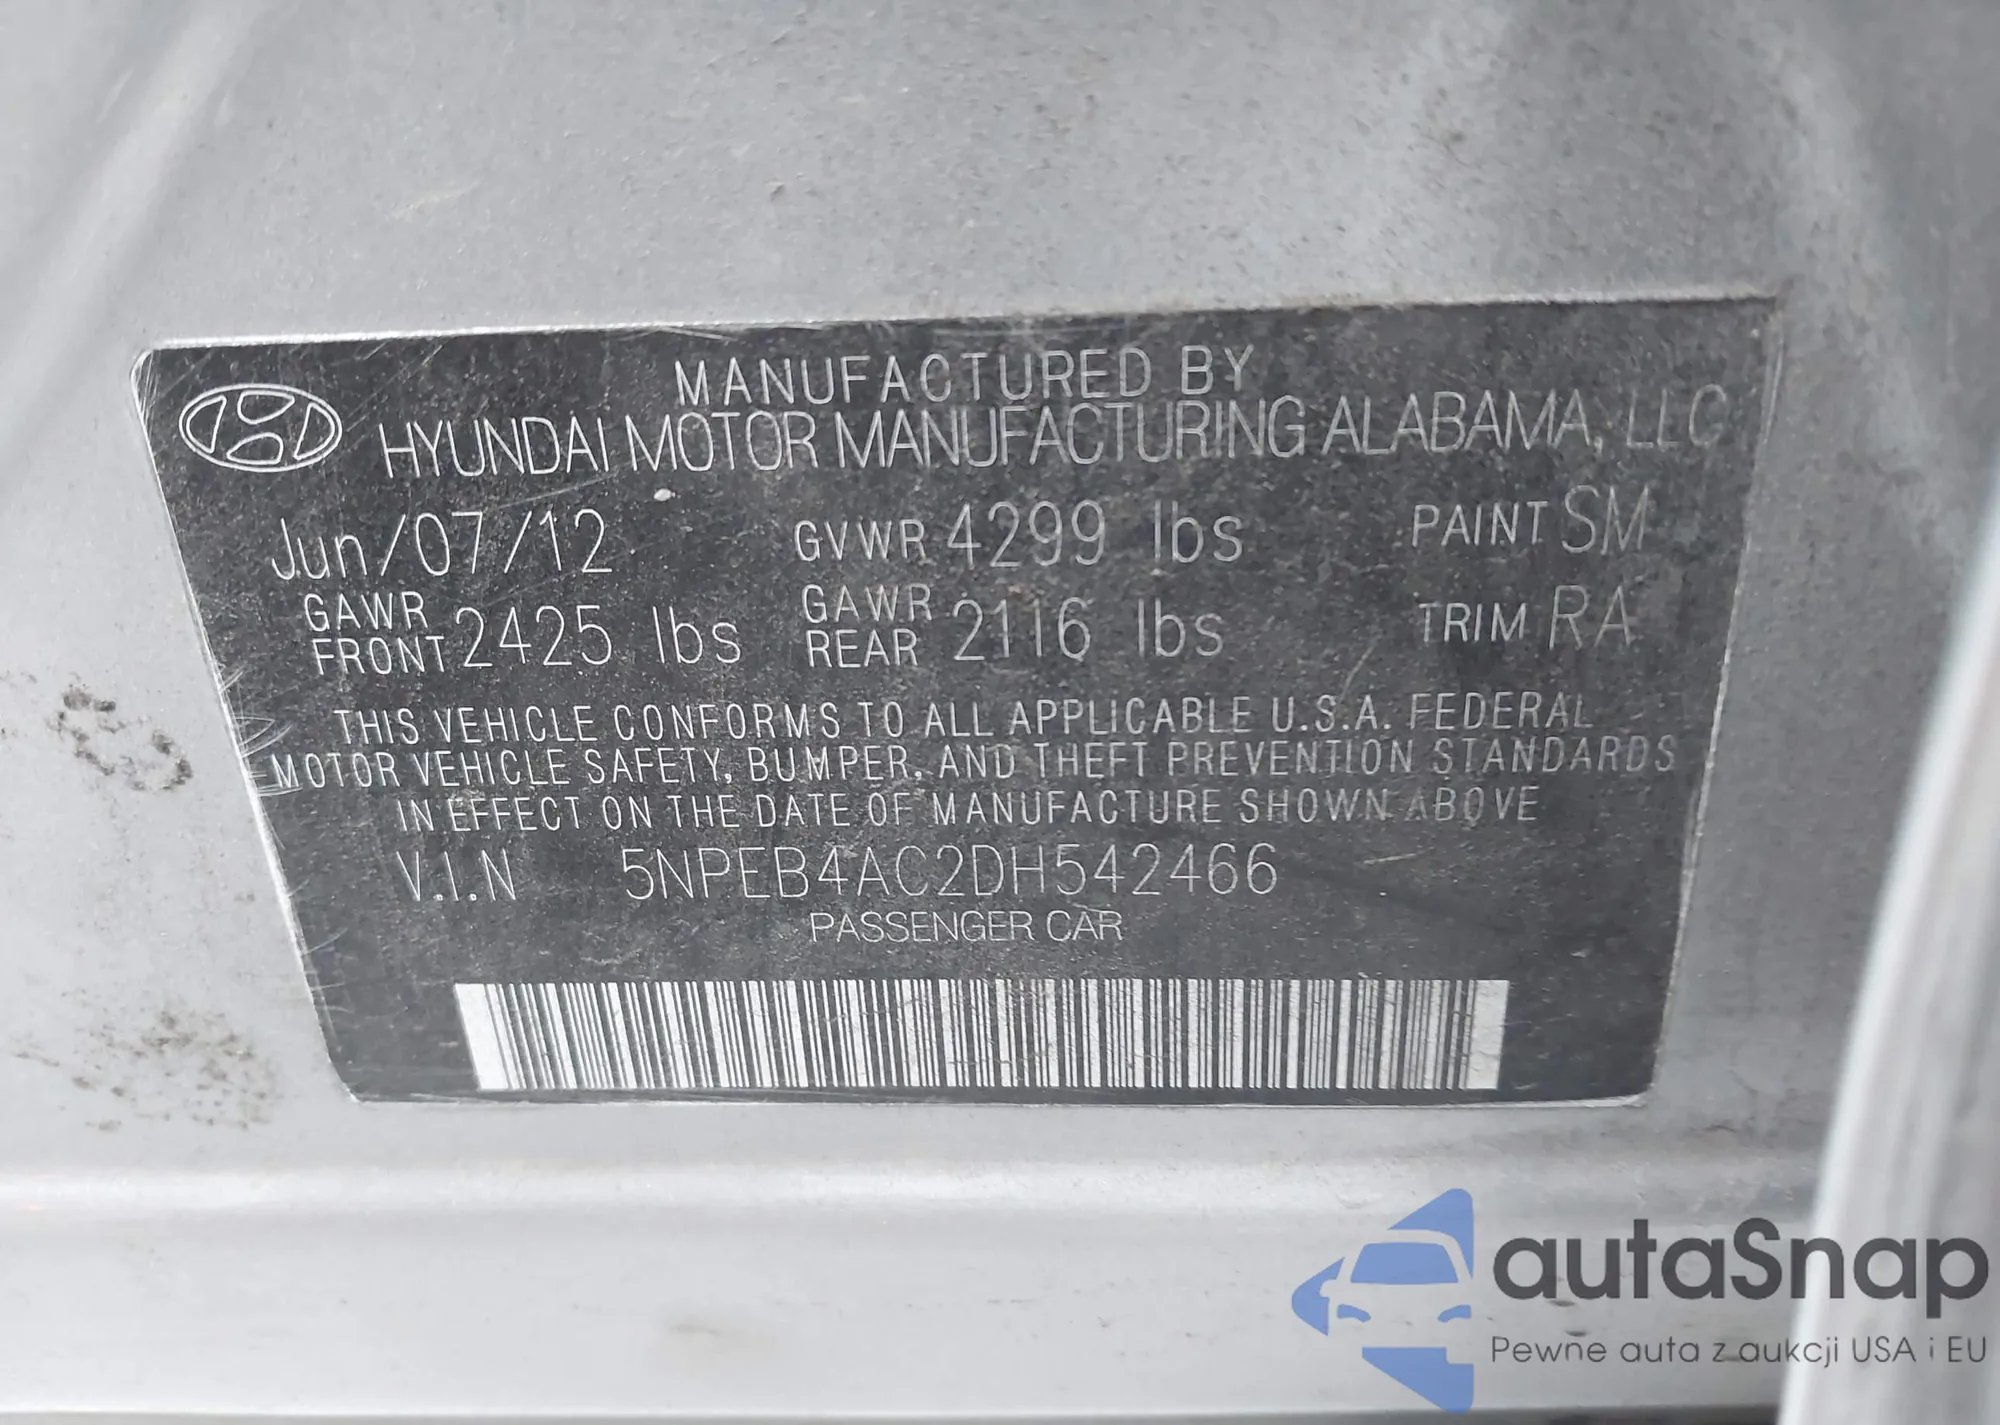 MANUFACTURED BY
HYUNDAI MOTOR MANUFACTURING ALABAMA, LLC
Jun/07/12 GVWR 4299 lbs PAINT SM
GAWR FRONT 2425 lbs GAWR REAR 2116 lbs TRIM RA
THIS VEHICLE CONFORMS TO ALL APPLICABLE U.S.A. FEDERAL
MOTOR VEHICLE SAFETY, BUMPER, AND THEFT PREVENTION STANDARDS
IN EFFECT ON THE DATE OF MANUFACTURE SHOWN ABOVE
V.I.N 5NPEB4AC2DH542466
PASSENGER CAR
autaSnap
Pewne auta z aukcji USA i EU